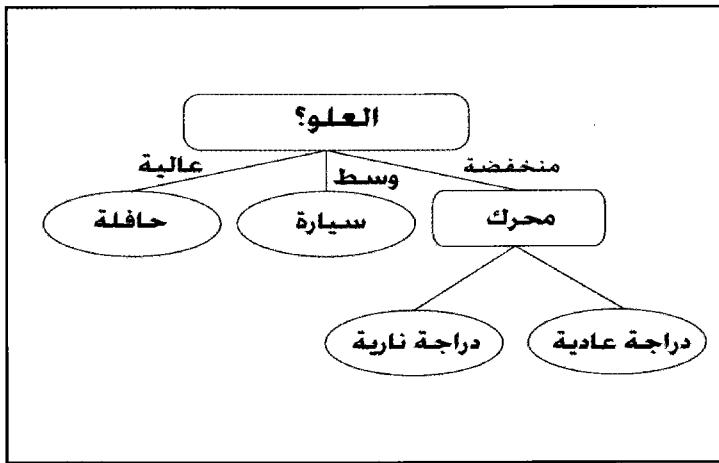 العلو؟
منخفضة
وسط
عالية
محرك
سيارة
حافلة
دراجة عادية
دراجة نارية